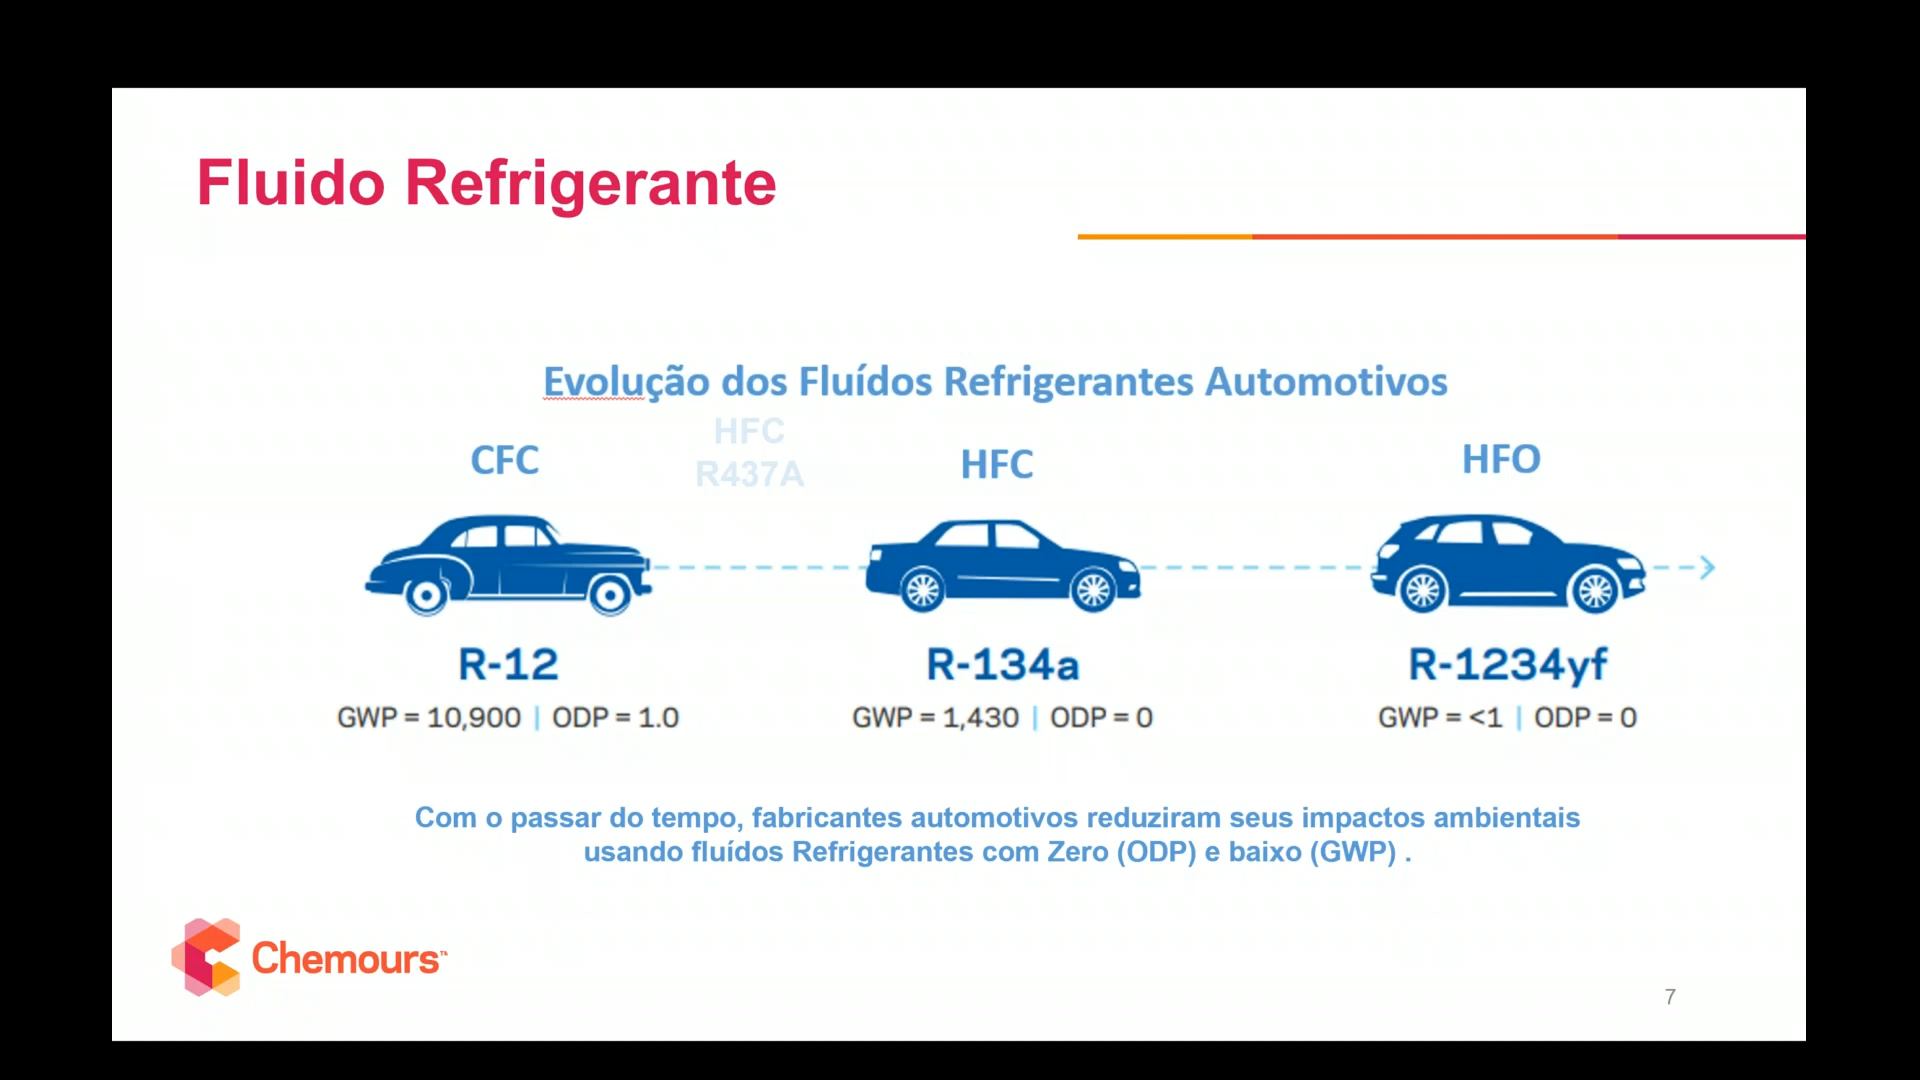 Fluido Refrigerante
Evolução dos Fluídos Refrigerantes Automotivos
CFC
HFC
R437A
HFC
HFO
R-12
R-134a
R-1234yf
GWP = 10,900 | ODP = 1.0
GWP = 1,430 | ODP = 0
GWP = <1 | ODP = 0
Com o passar do tempo, fabricantes automotivos reduziram seus impactos ambientais
usando fluídos Refrigerantes com Zero (ODP) e baixo (GWP) .
Chemours™
7